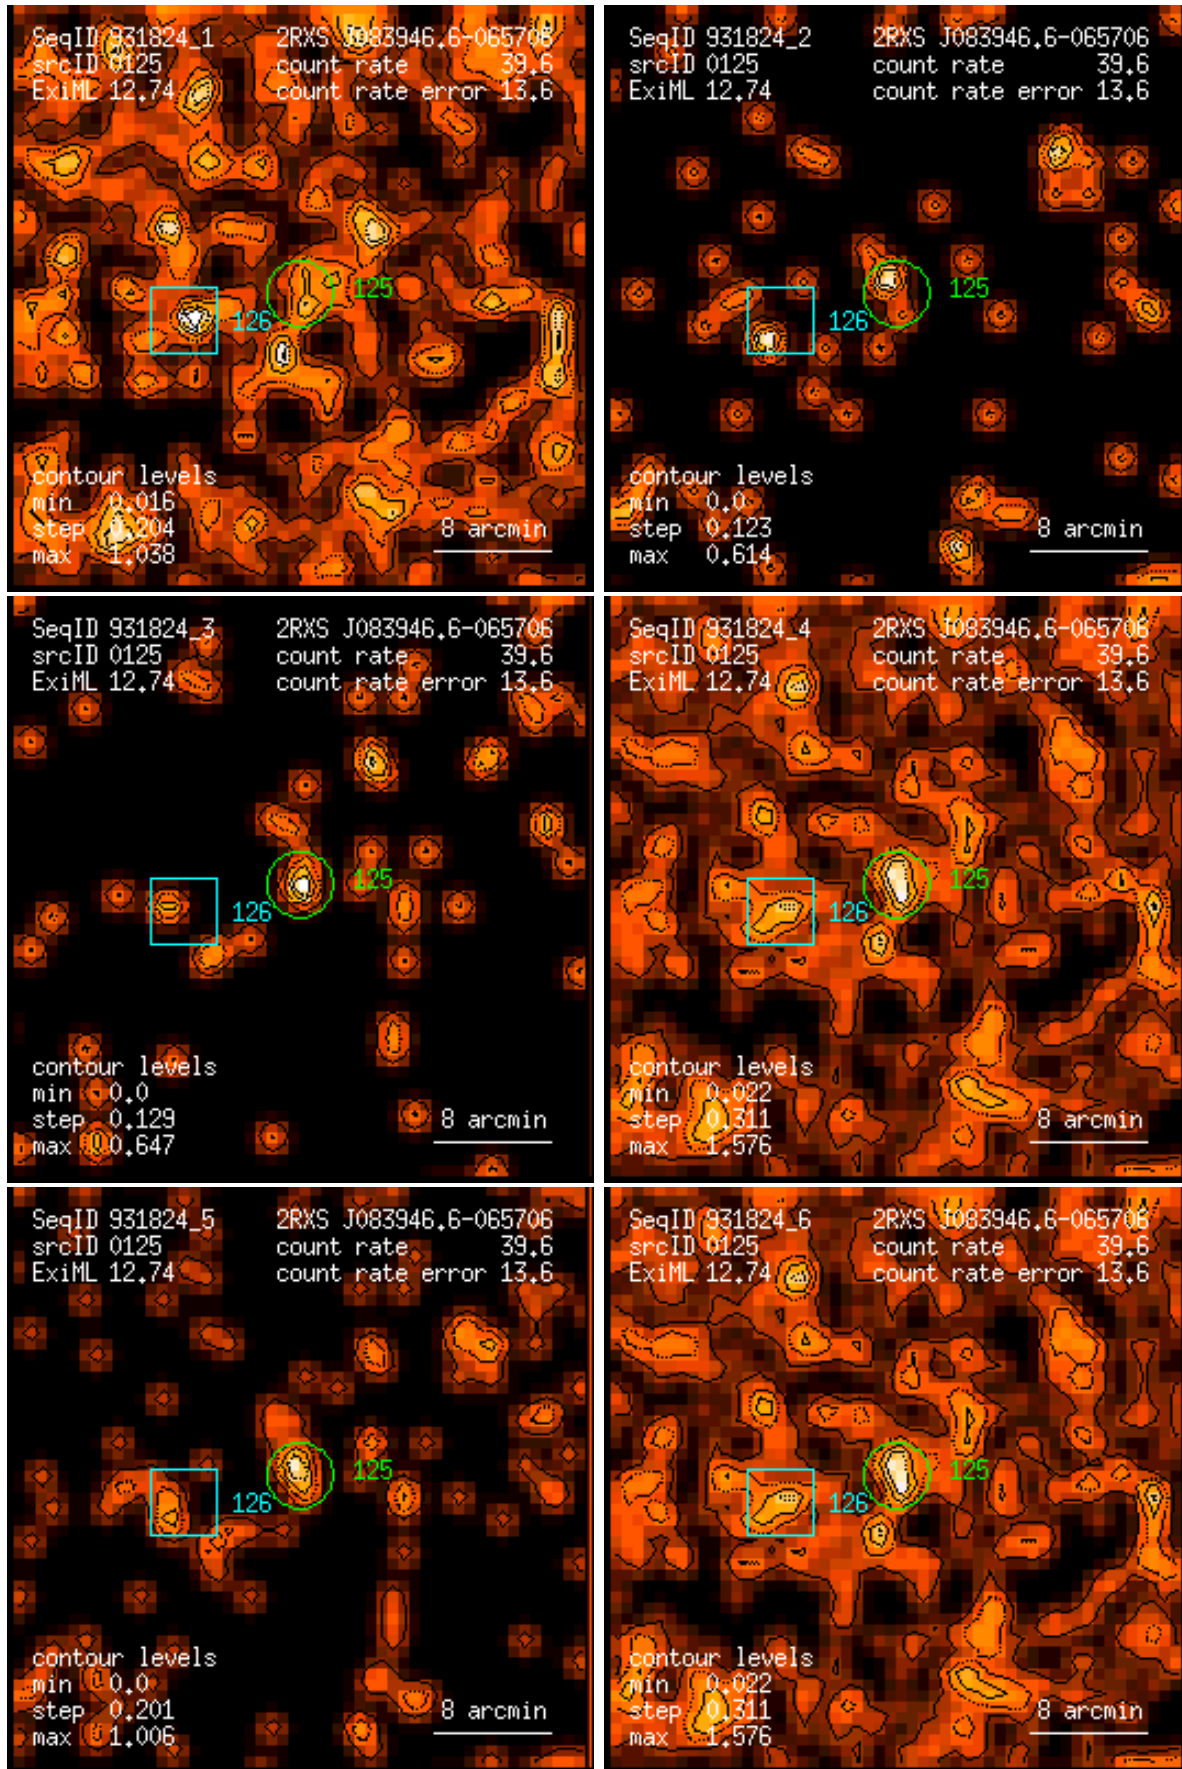 SeqID 931824_1 2RXS J083946.6-065706
srcID 0125 count rate 39.6
ExiML 12.74 count rate error 13.6
125
126
contour levels
min 0.016
step 0.204
max 1.038
8 arcmin
SeqID 931824_2 2RXS J083946.6-065706
srcID 0125 count rate 39.6
ExiML 12.74 count rate error 13.6
125
126
contour levels
min 0.0
step 0.123
max 0.614
8 arcmin
SeqID 931824_3 2RXS J083946.6-065706
srcID 0125 count rate 39.6
ExiML 12.74 count rate error 13.6
125
126
contour levels
min 0.0
step 0.129
max 0.647
8 arcmin
SeqID 931824_4 2RXS J083946.6-065706
srcID 0125 count rate 39.6
ExiML 12.74 count rate error 13.6
125
126
contour levels
min 0.022
step 0.311
max 1.576
8 arcmin
SeqID 931824_5 2RXS J083946.6-065706
srcID 0125 count rate 39.6
ExiML 12.74 count rate error 13.6
125
126
contour levels
min 0.0
step 0.201
max 1.006
8 arcmin
SeqID 931824_6 2RXS J083946.6-065706
srcID 0125 count rate 39.6
ExiML 12.74 count rate error 13.6
125
126
contour levels
min 0.022
step 0.311
max 1.576
8 arcmin